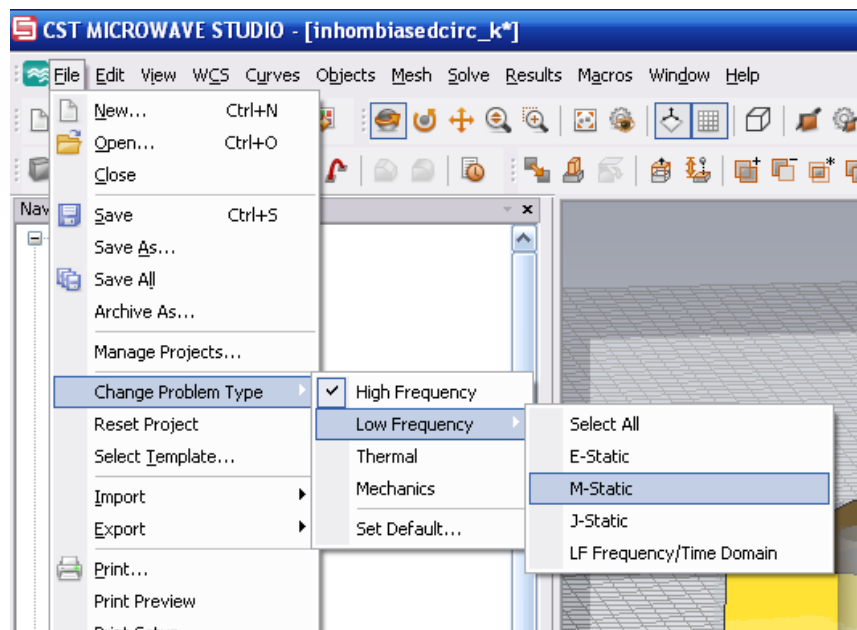 CST MICROWAVE STUDIO - [inhombiasedcirc_k*]
File Edit View WCS Curves Objects Mesh Solve Results Macros Window Help
New... Ctrl+N
Open... Ctrl+O
Close
Nav
Save Ctrl+S
Save As...
Save All
Archive As...
Manage Projects...
Change Problem Type
High Frequency
Reset Project
Low Frequency
Select All
Select Template...
Thermal
E-Static
Import
Mechanics
M-Static
Export
Set Default...
J-Static
LF Frequency/Time Domain
Print...
Print Preview